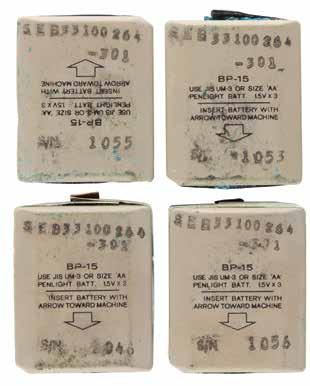 SEB33100264
-301
BP-15
USE JIS UM-3 OR SIZE 'AA'
PENLIGHT BATT. 1.5V X 3
INSERT BATTERY WITH
ARROW TOWARD MACHINE
S/N 1055
SEB33100264
-301
BP-15
USE JIS UM-3 OR SIZE 'AA'
PENLIGHT BATT. 1.5V X 3
INSERT BATTERY WITH
ARROW TOWARD MACHINE
S/N 1053
SEB33100264
-301
BP-15
USE JIS UM-3 OR SIZE 'AA'
PENLIGHT BATT. 1.5V X 3
INSERT BATTERY WITH
ARROW TOWARD MACHINE
S/N
SEB33100264
-301
BP-15
USE JIS UM-3 OR SIZE 'AA'
PENLIGHT BATT. 1.5V X 3
INSERT BATTERY WITH
ARROW TOWARD MACHINE
S/N 1056